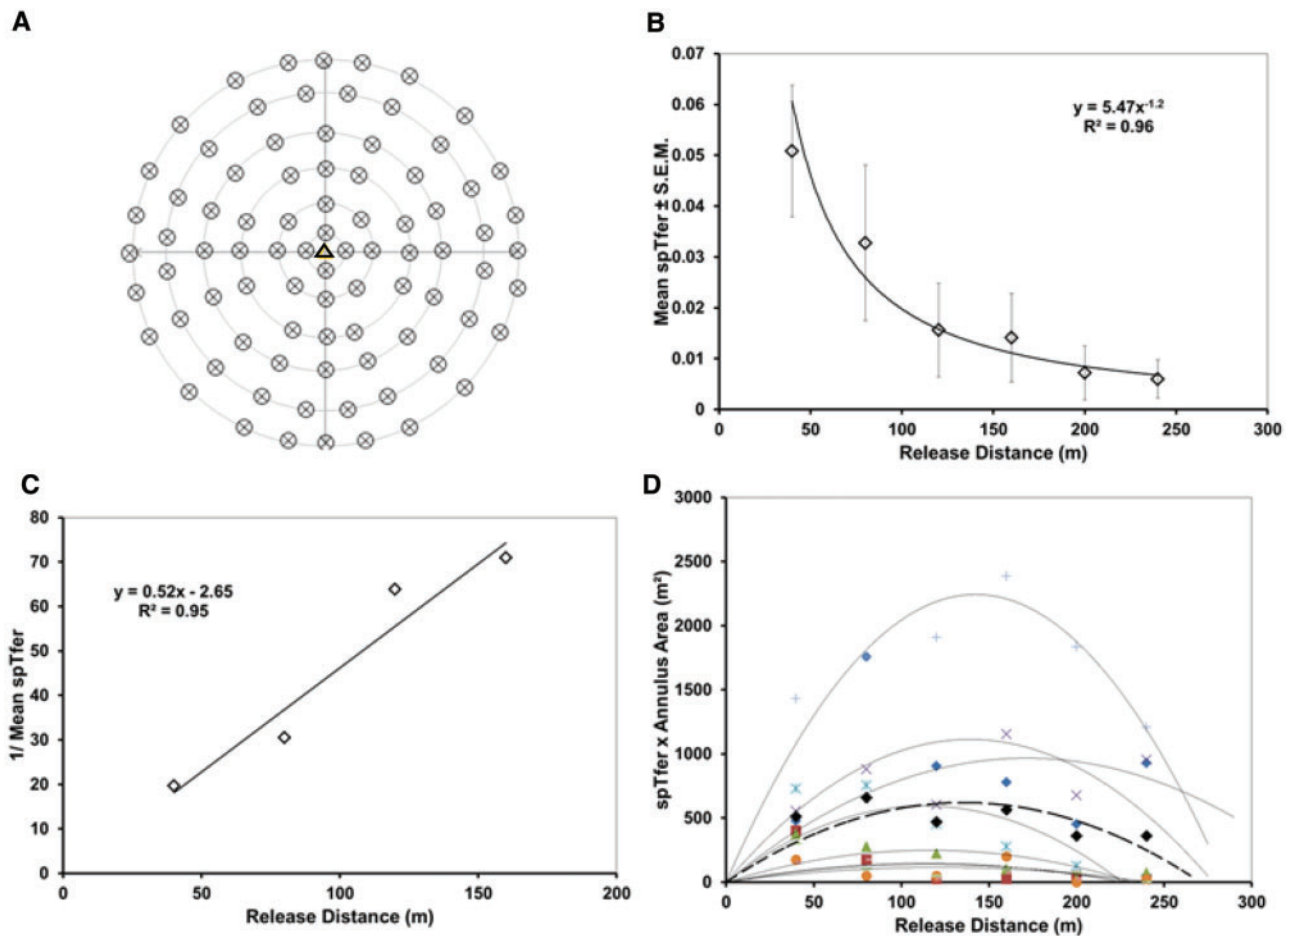 A
B
0.07
0.06
0.05
0.04
0.03
0.02
0.01
0
Mean spTfer ± S.E.M.
y = 5.47x^-1.2
R² = 0.96
0 50 100 150 200 250 300
Release Distance (m)
C
80
70
60
50
40
30
20
10
0
1/ Mean spTfer
y = 0.52x - 2.65
R² = 0.95
0 50 100 150 200
Release Distance (m)
D
3000
2500
2000
1500
1000
500
0
spTfer x Annulus Area (m²)
0 50 100 150 200 250 300
Release Distance (m)